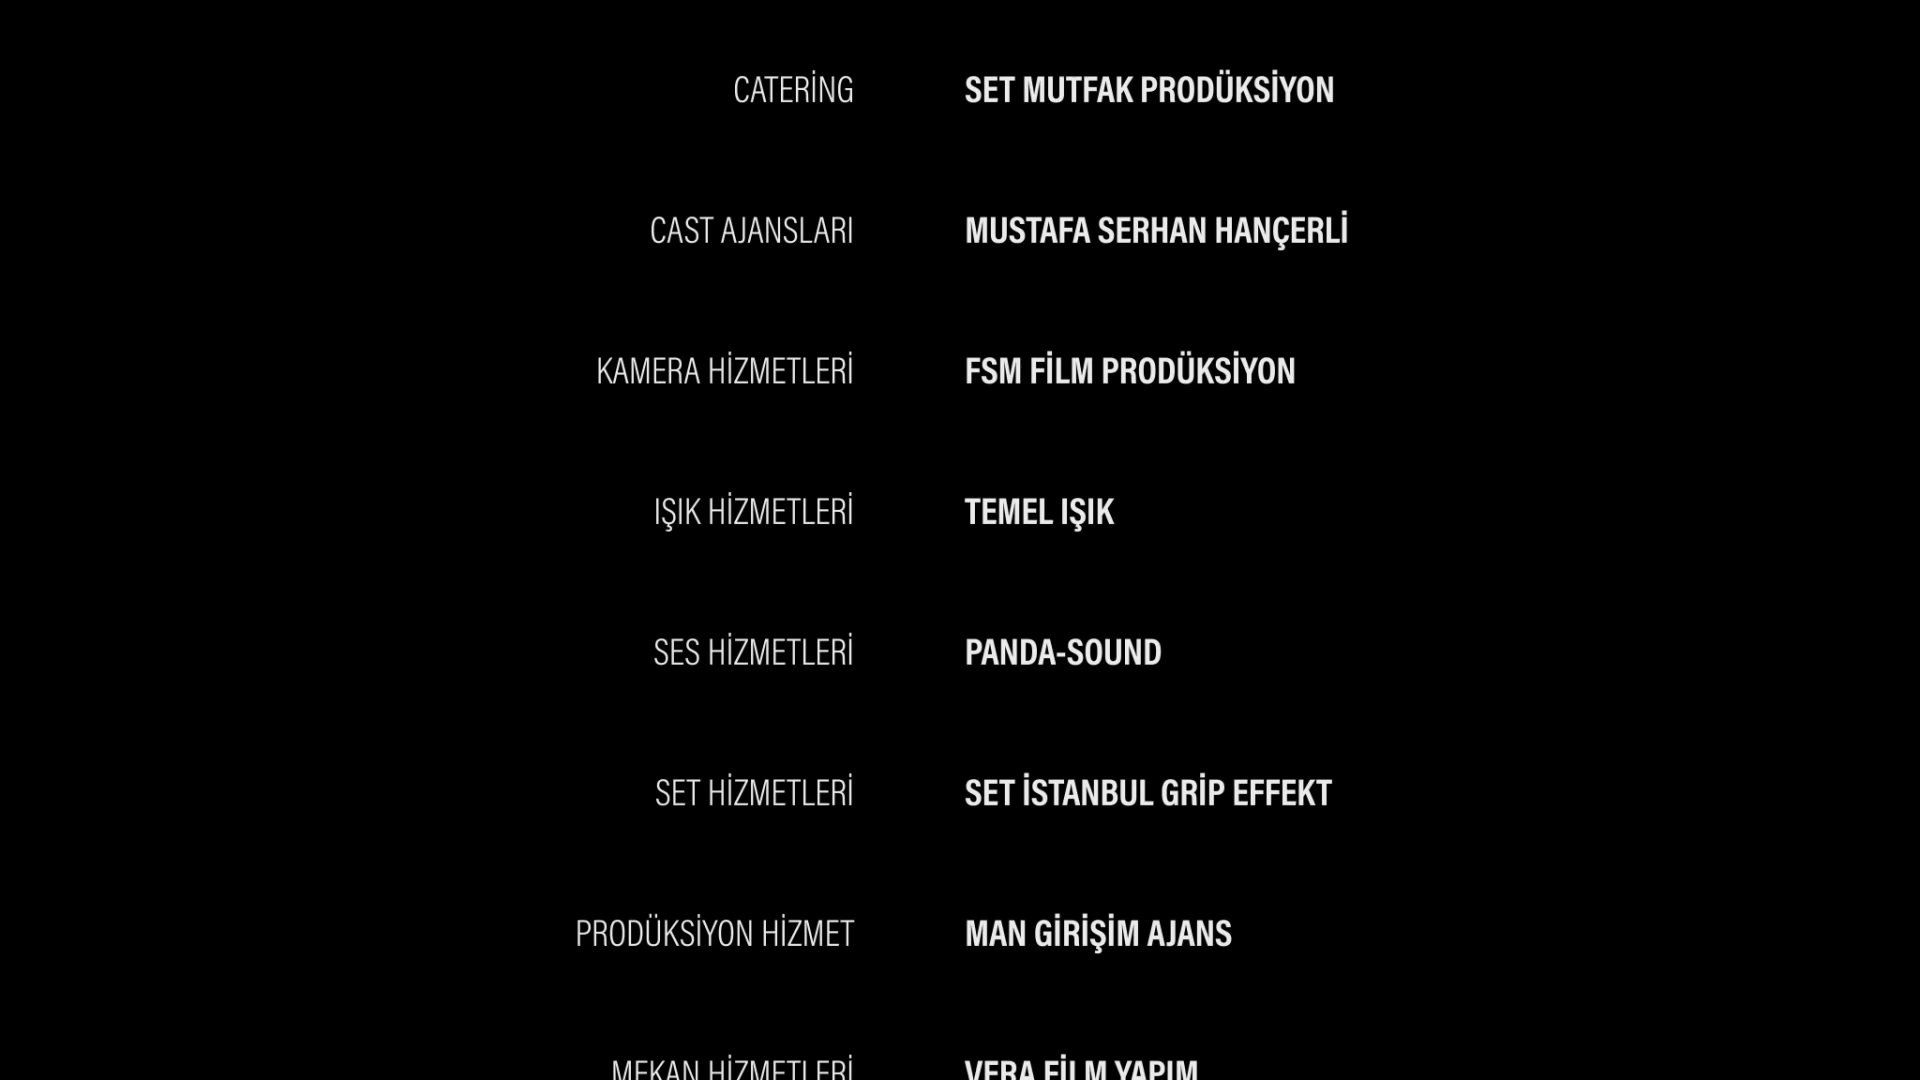 CATERİNG SET MUTFAK PRODÜKSİYON
CAST AJANSLARI MUSTAFA SERHAN HANÇERLİ
KAMERA HİZMETLERİ FSM FİLM PRODÜKSİYON
IŞIK HİZMETLERİ TEMEL IŞIK
SES HİZMETLERİ PANDA-SOUND
SET HİZMETLERİ SET İSTANBUL GRİP EFFEKT
PRODÜKSİYON HİZMET MAN GİRİŞİM AJANS
MEKAN HİZMETLERİ VERA FİLM YAPIM